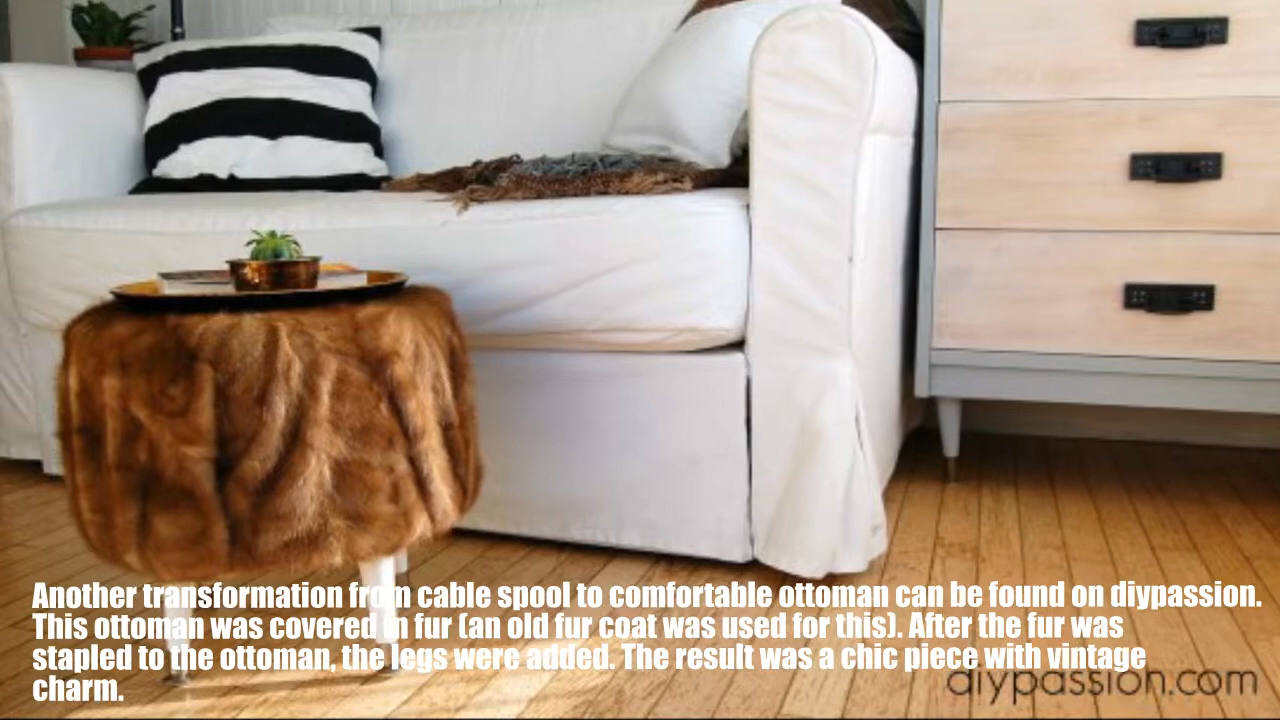 Another transformation from cable spool to comfortable ottoman can be found on diypassion.
This ottoman was covered in fur (an old fur coat was used for this). After the fur was
stapled to the ottoman, the legs were added. The result was a chic piece with vintage
charm.
diypassion.com